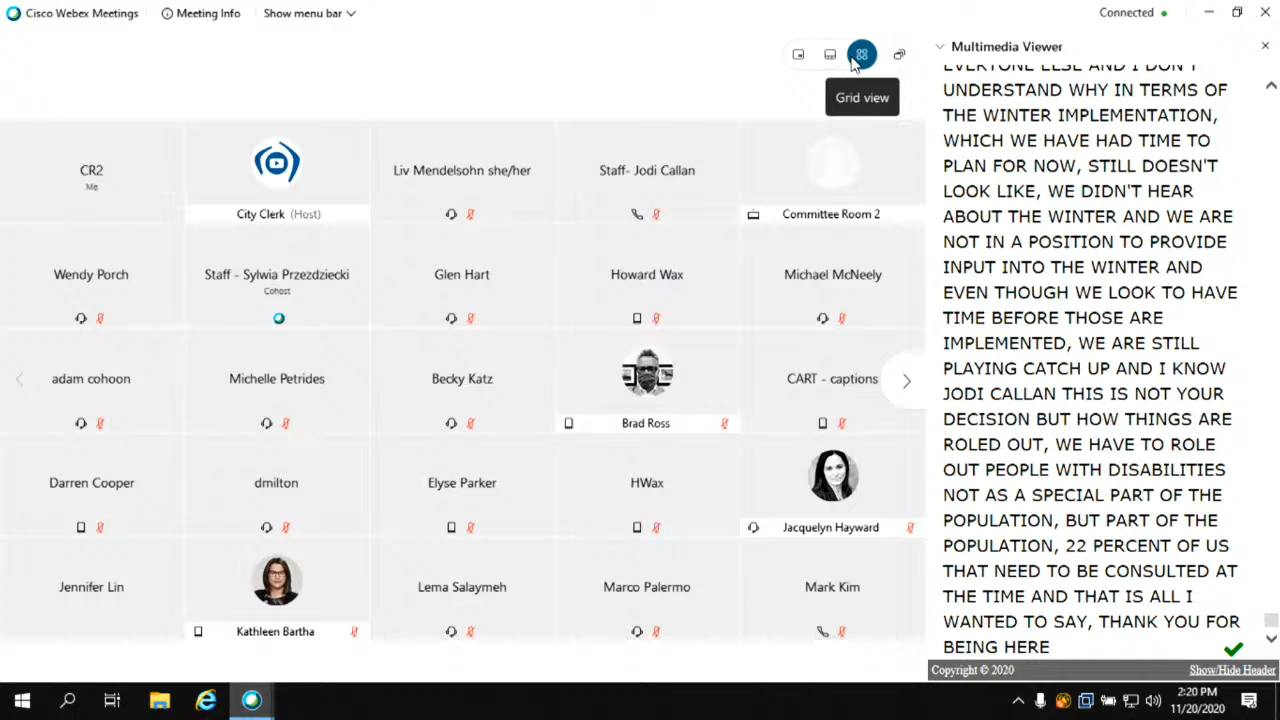 Cisco Webex Meetings
Meeting Info
Show menu bar
Connected
Grid view
CR2
Me
City Clerk (Host)
Liv Mendelsohn she/her
Staff- Jodi Callan
Committee Room 2
Wendy Porch
Staff - Sylwia Przezdziecki
Cohost
Glen Hart
Howard Wax
Michael McNeely
adam cohoon
Michelle Petrides
Becky Katz
Brad Ross
CART - captions
Darren Cooper
dmilton
Elyse Parker
HWax
Jacquelyn Hayward
Jennifer Lin
Kathleen Bartha
Lema Salaymeh
Marco Palermo
Mark Kim
Multimedia Viewer
EVERYONE ELSE AND I DON'T
UNDERSTAND WHY IN TERMS OF
THE WINTER IMPLEMENTATION,
WHICH WE HAVE HAD TIME TO
PLAN FOR NOW, STILL DOESN'T
LOOK LIKE, WE DIDN'T HEAR
ABOUT THE WINTER AND WE ARE
NOT IN A POSITION TO PROVIDE
INPUT INTO THE WINTER AND
EVEN THOUGH WE LOOK TO HAVE
TIME BEFORE THOSE ARE
IMPLEMENTED, WE ARE STILL
PLAYING CATCH UP AND I KNOW
JODI CALLAN THIS IS NOT YOUR
DECISION BUT HOW THINGS ARE
ROLED OUT, WE HAVE TO ROLE
OUT PEOPLE WITH DISABILITIES
NOT AS A SPECIAL PART OF THE
POPULATION, BUT PART OF THE
POPULATION, 22 PERCENT OF US
THAT NEED TO BE CONSULTED AT
THE TIME AND THAT IS ALL I
WANTED TO SAY, THANK YOU FOR
BEING HERE
Copyright © 2020
Show/Hide Header
2:20 PM
11/20/2020